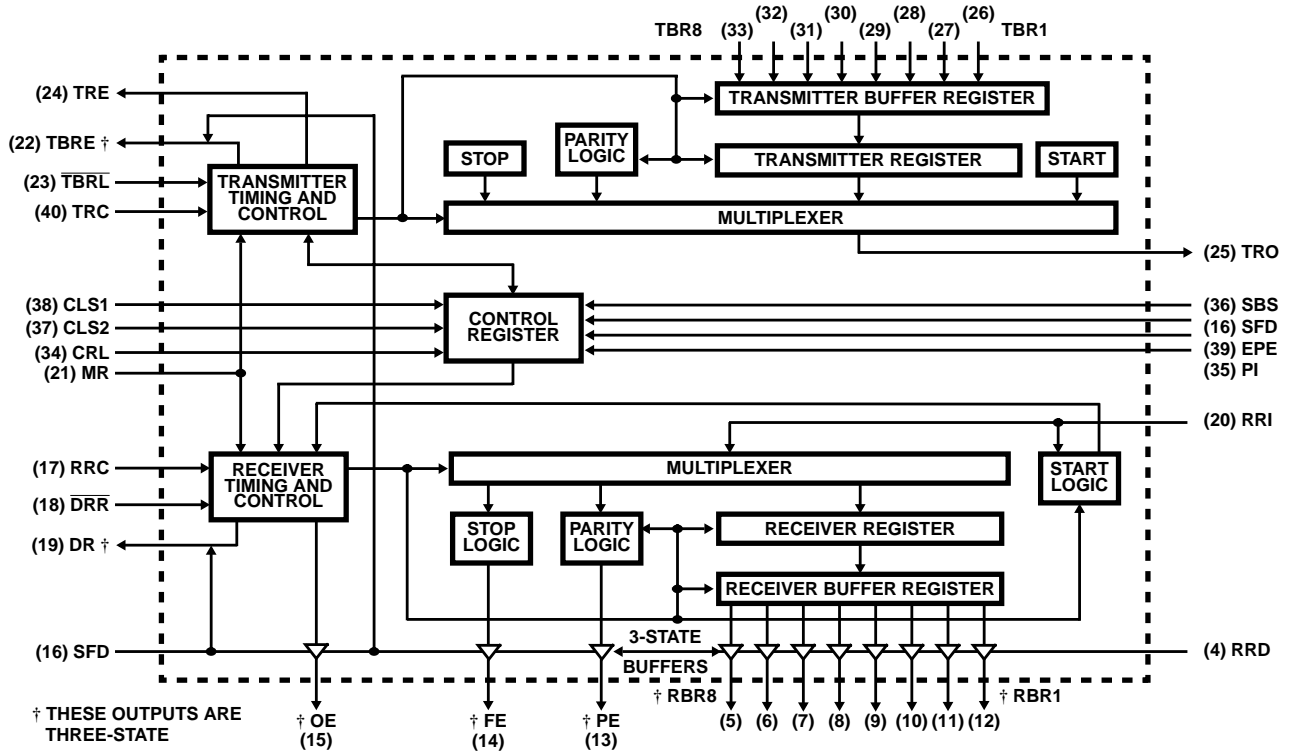 (32) (30) (28) (26)
TBR8 (33) (31) (29) (27) TBR1
(24) TRE
TRANSMITTER BUFFER REGISTER
(22) TBRE †
STOP
PARITY
LOGIC
TRANSMITTER REGISTER
START
(23) T̅B̅R̅L̅
(40) TRC
TRANSMITTER
TIMING AND
CONTROL
MULTIPLEXER
(25) TRO
(38) CLS1
(37) CLS2
(34) CRL
(21) MR
CONTROL
REGISTER
(36) SBS
(16) SFD
(39) EPE
(35) PI
(20) RRI
(17) RRC
(18) D̅R̅R̅
(19) DR †
RECEIVER
TIMING AND
CONTROL
MULTIPLEXER
START
LOGIC
STOP
LOGIC
PARITY
LOGIC
RECEIVER REGISTER
RECEIVER BUFFER REGISTER
(16) SFD
3-STATE
BUFFERS
(4) RRD
† OE
(15)
† FE
(14)
† PE
(13)
† RBR8
† RBR1
(5) (6) (7) (8) (9) (10) (11) (12)
† THESE OUTPUTS ARE
THREE-STATE